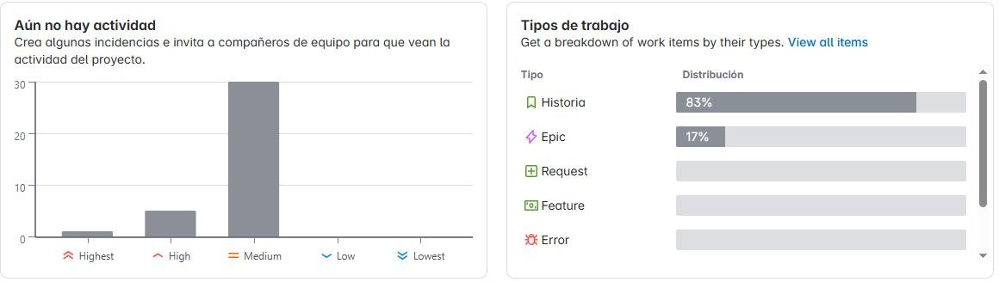 Aún no hay actividad
Crea algunas incidencias e invita a compañeros de equipo para que vean la
actividad del proyecto.
30
20
10
0
Highest
High
Medium
Low
Lowest
Tipos de trabajo
Get a breakdown of work items by their types. View all items
Tipo Distribución
Historia 83%
Epic 17%
Request
Feature
Error